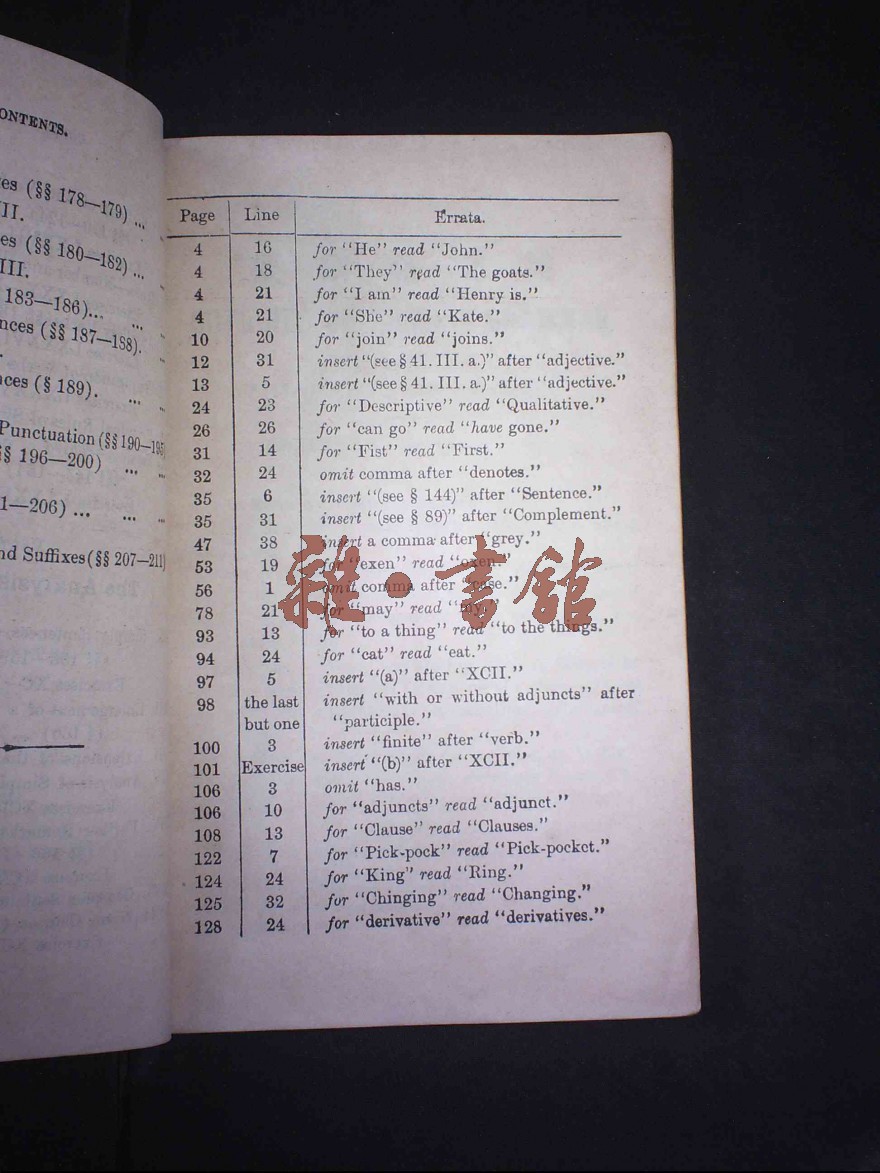 ONTENTS.
es (§§ 178—179) ...
II.
es (§§ 180—182) ...
III.
183—186)... ...
nces (§§ 187—188).
ces (§ 189). ... ...
Punctuation (§§ 190—195
§§ 196—200) ... ...
1—206) ... ... ...
nd Suffixes (§§ 207—211)
Page Line Errata.
4 16 for "He" read "John."
4 18 for "They" read "The goats."
4 21 for "I am" read "Henry is."
4 21 for "She" read "Kate."
10 20 for "join" read "joins."
12 31 insert "(see § 41. III. a.)" after "adjective."
13 5 insert "(see § 41. III. a.)" after "adjective."
24 23 for "Descriptive" read "Qualitative."
26 26 for "can go" read "have gone."
31 14 for "Fist" read "First."
32 24 omit comma after "denotes."
35 6 insert "(see § 144)" after "Sentence."
35 31 insert "(see § 89)" after "Complement."
47 38 insert a comma after "grey."
53 19 for "exen" read "oxen."
56 1 omit comma after "case."
78 21 for "may" read "my."
93 13 for "to a thing" read "to the things."
94 24 for "cat" read "eat."
97 5 insert "(a)" after "XCII."
98 the last insert "with or without adjuncts" after
but one "participle."
100 3 insert "finite" after "verb."
101 Exercise insert "(b)" after "XCII."
106 3 omit "has."
106 10 for "adjuncts" read "adjunct."
108 13 for "Clause" read "Clauses."
122 7 for "Pick-pock" read "Pick-pocket."
124 24 for "King" read "Ring."
125 32 for "Chinging" read "Changing."
128 24 for "derivative" read "derivatives."
雜·書館